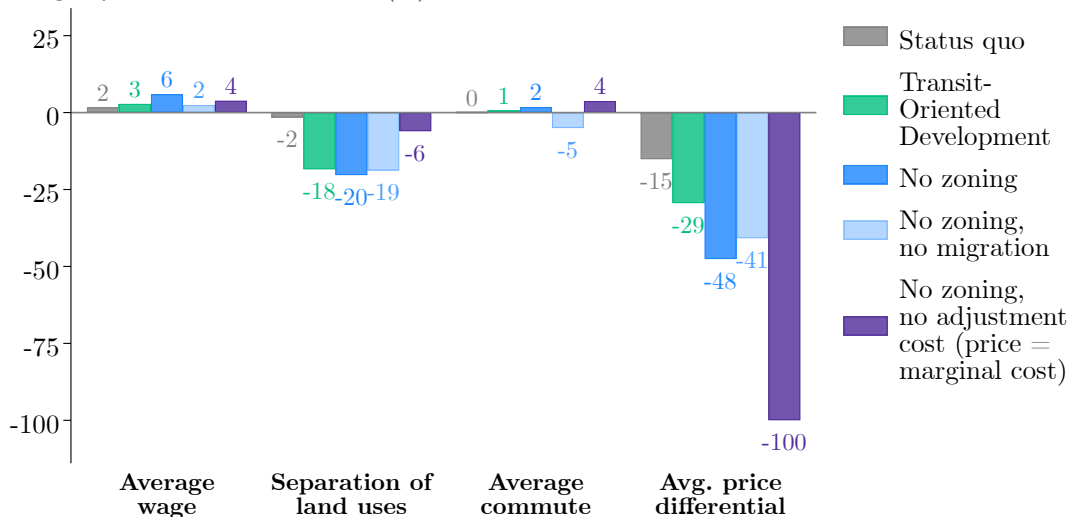 25
0
-25
-50
-75
-100
2
3
6
2
4
-2
-18
-20
-19
-6
0
1
2
-5
4
-15
-29
-48
-41
-100
Average
wage
Separation of
land uses
Average
commute
Avg. price
differential
Status quo
Transit-
Oriented
Development
No zoning
No zoning,
no migration
No zoning,
no adjustment
cost (price =
marginal cost)